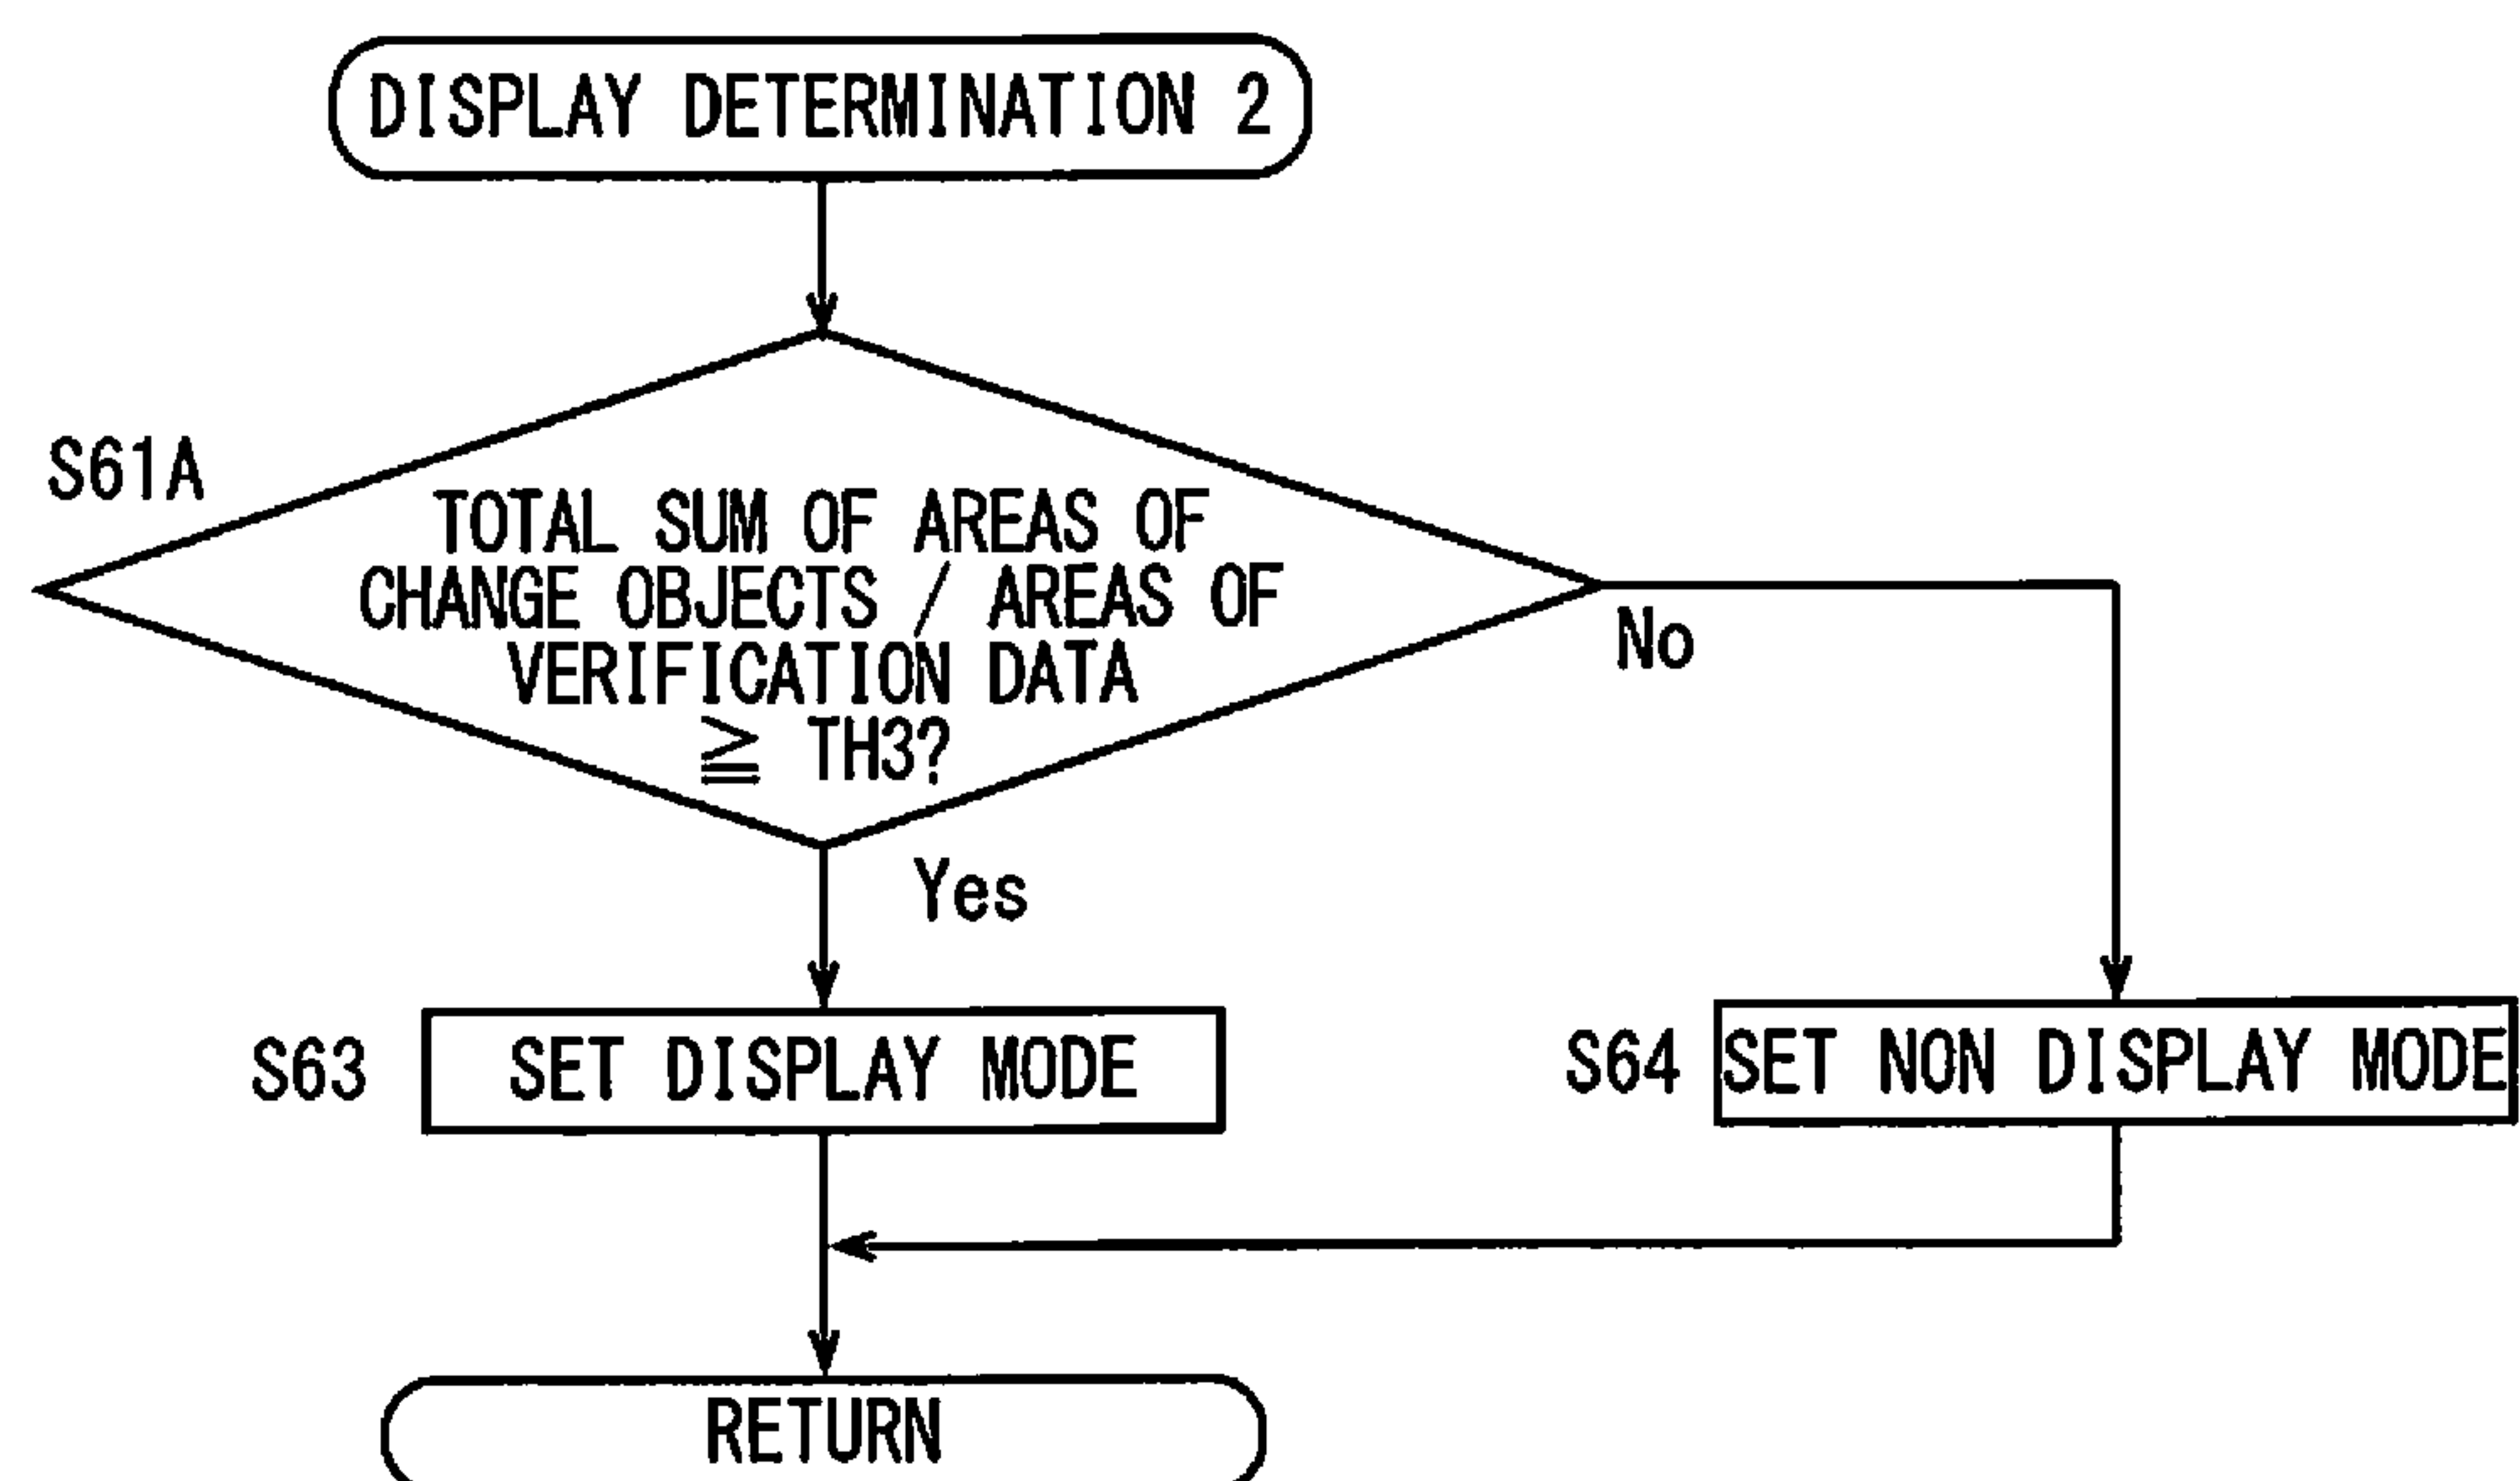 DISPLAY DETERMINATION 2
S61A
TOTAL SUM OF AREAS OF
CHANGE OBJECTS / AREAS OF
VERIFICATION DATA
≧ TH3?
No
Yes
S63
SET DISPLAY MODE
S64
SET NON DISPLAY MODE
RETURN